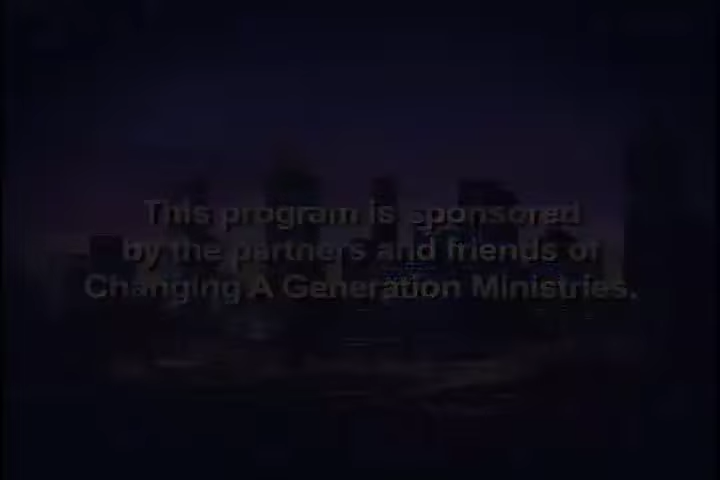 This program is sponsored
by the partners and friends of
Changing A Generation Ministries.